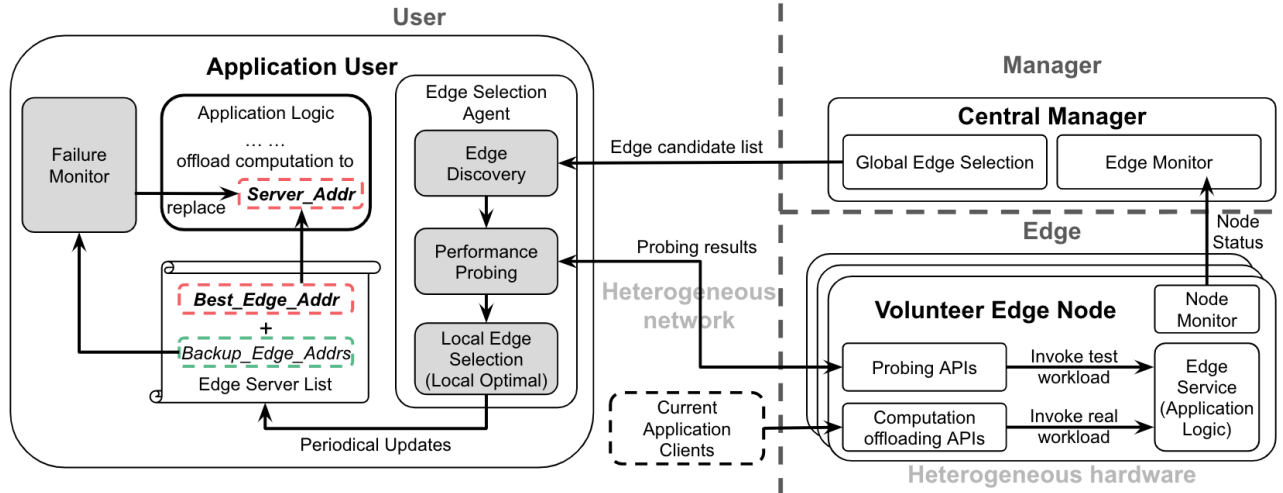 User
Application User
Failure
Monitor
Application Logic
... ...
offload computation to
Server_Addr
replace
Best_Edge_Addr
+
Backup_Edge_Addrs
Edge Server List
Periodical Updates
Edge Selection
Agent
Edge
Discovery
Performance
Probing
Local Edge
Selection
(Local Optimal)
Edge candidate list
Probing results
Heterogeneous
network
Current
Application
Clients
Manager
Central Manager
Global Edge Selection
Edge Monitor
Edge
Node
Status
Volunteer Edge Node
Node
Monitor
Probing APIs
Invoke test
workload
Computation
offloading APIs
Invoke real
workload
Edge
Service
(Application
Logic)
Heterogeneous hardware